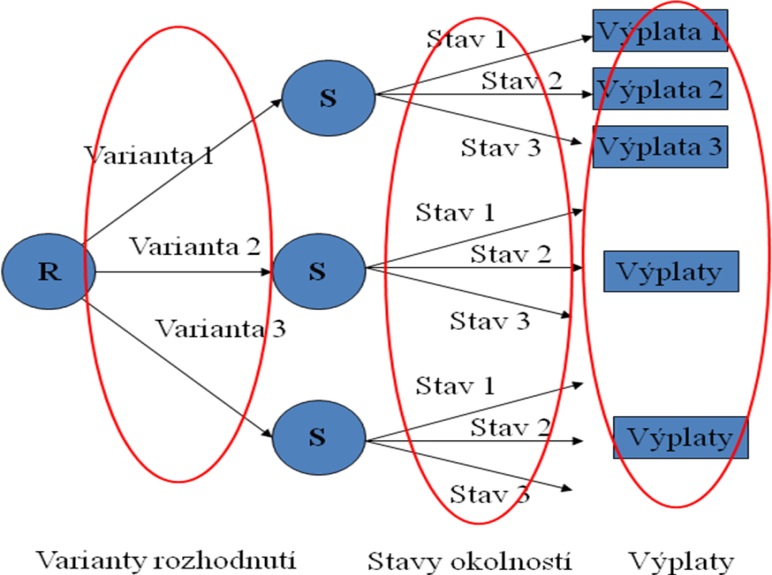 Stav 1
Výplata 1
S
Stav 2
Výplata 2
Varianta 1
Stav 3
Výplata 3
Stav 1
Varianta 2
Stav 2
R
S
Výplaty
Varianta 3
Stav 3
Stav 1
Stav 2
S
Výplaty
Stav 3
Varianty rozhodnutí
Stavy okolností
Výplaty